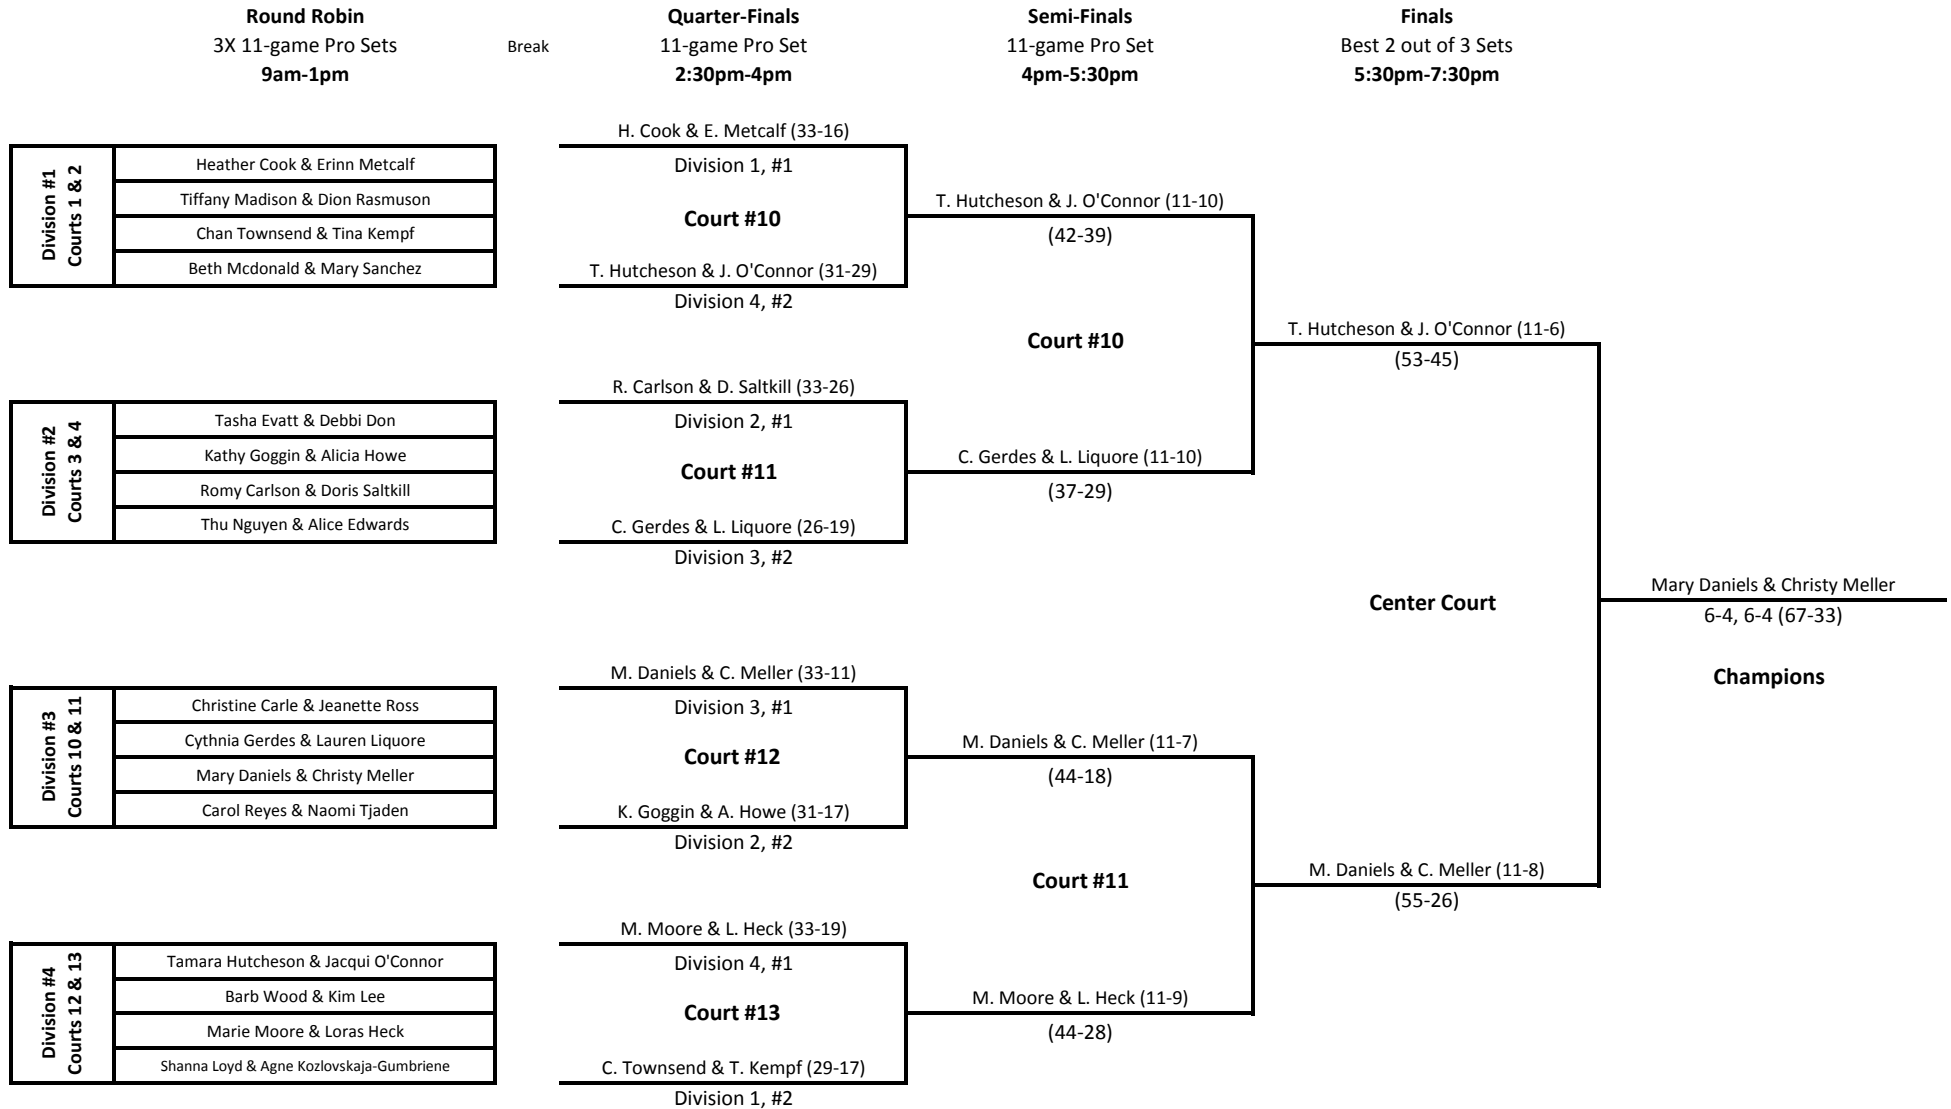 Round Robin
3X 11-game Pro Sets
9am-1pm
Break
Quarter-Finals
11-game Pro Set
2:30pm-4pm
Semi-Finals
11-game Pro Set
4pm-5:30pm
Finals
Best 2 out of 3 Sets
5:30pm-7:30pm
Division #1
Courts 1 & 2
Heather Cook & Erinn Metcalf
Tiffany Madison & Dion Rasmuson
Chan Townsend & Tina Kempf
Beth Mcdonald & Mary Sanchez
Division #2
Courts 3 & 4
Tasha Evatt & Debbi Don
Kathy Goggin & Alicia Howe
Romy Carlson & Doris Saltkill
Thu Nguyen & Alice Edwards
Division #3
Courts 10 & 11
Christine Carle & Jeanette Ross
Cythnia Gerdes & Lauren Liquore
Mary Daniels & Christy Meller
Carol Reyes & Naomi Tjaden
Division #4
Courts 12 & 13
Tamara Hutcheson & Jacqui O'Connor
Barb Wood & Kim Lee
Marie Moore & Loras Heck
Shanna Loyd & Agne Kozlovskaja-Gumbriene
H. Cook & E. Metcalf (33-16)
Division 1, #1
Court #10
T. Hutcheson & J. O'Connor (31-29)
Division 4, #2
R. Carlson & D. Saltkill (33-26)
Division 2, #1
Court #11
C. Gerdes & L. Liquore (26-19)
Division 3, #2
M. Daniels & C. Meller (33-11)
Division 3, #1
Court #12
K. Goggin & A. Howe (31-17)
Division 2, #2
M. Moore & L. Heck (33-19)
Division 4, #1
Court #13
C. Townsend & T. Kempf (29-17)
Division 1, #2
T. Hutcheson & J. O'Connor (11-10)
(42-39)
Court #10
C. Gerdes & L. Liquore (11-10)
(37-29)
M. Daniels & C. Meller (11-7)
(44-18)
Court #11
M. Moore & L. Heck (11-9)
(44-28)
T. Hutcheson & J. O'Connor (11-6)
(53-45)
Center Court
M. Daniels & C. Meller (11-8)
(55-26)
Mary Daniels & Christy Meller
6-4, 6-4 (67-33)
Champions